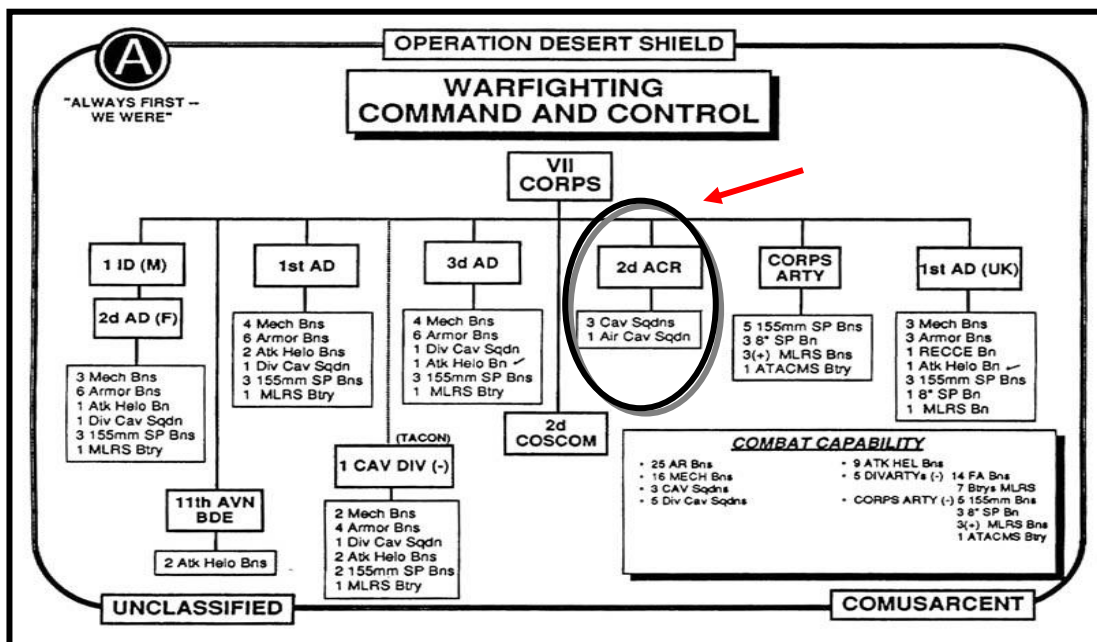 OPERATION DESERT SHIELD
A
"ALWAYS FIRST --
WE WERE"
WARFIGHTING
COMMAND AND CONTROL
VII
CORPS
1 ID (M)
2d AD (F)
3 Mech Bns
6 Armor Bns
1 Atk Helo Bn
1 Div Cav Sqdn
3 155mm SP Bns
1 MLRS Btry
11th AVN
BDE
2 Atk Helo Bns
1st AD
4 Mech Bns
6 Armor Bns
2 Atk Helo Bns
1 Div Cav Sqdn
3 155mm SP Bns
1 MLRS Btry
(TACON)
1 CAV DIV (-)
2 Mech Bns
4 Armor Bns
1 Div Cav Sqdn
2 Atk Helo Bns
2 155mm SP Bns
1 MLRS Btry
3d AD
4 Mech Bns
6 Armor Bns
1 Div Cav Sqdn
1 Atk Helo Bn
3 155mm SP Bns
1 MLRS Btry
2d
COSCOM
2d ACR
3 Cav Sqdns
1 Air Cav Sqdn
CORPS
ARTY
5 155mm SP Bns
3 8" SP Bn
3(+) MLRS Bns
1 ATACMS Btry
1st AD (UK)
3 Mech Bns
3 Armor Bns
1 RECCE Bn
1 Atk Helo Bn
3 155mm SP Bns
1 8" SP Bn
1 MLRS Bn
COMBAT CAPABILITY
• 25 AR Bns
• 16 MECH Bns
• 3 CAV Sqdns
• 5 Div Cav Sqdns
• 9 ATK HEL Bns
• 5 DIVARTYs (-) 14 FA Bns
7 Btrys MLRS
• CORPS ARTY (-) 5 155mm Bns
3 8" SP Bn
3(+) MLRS Bns
1 ATACMS Btry
UNCLASSIFIED
COMUSARCENT